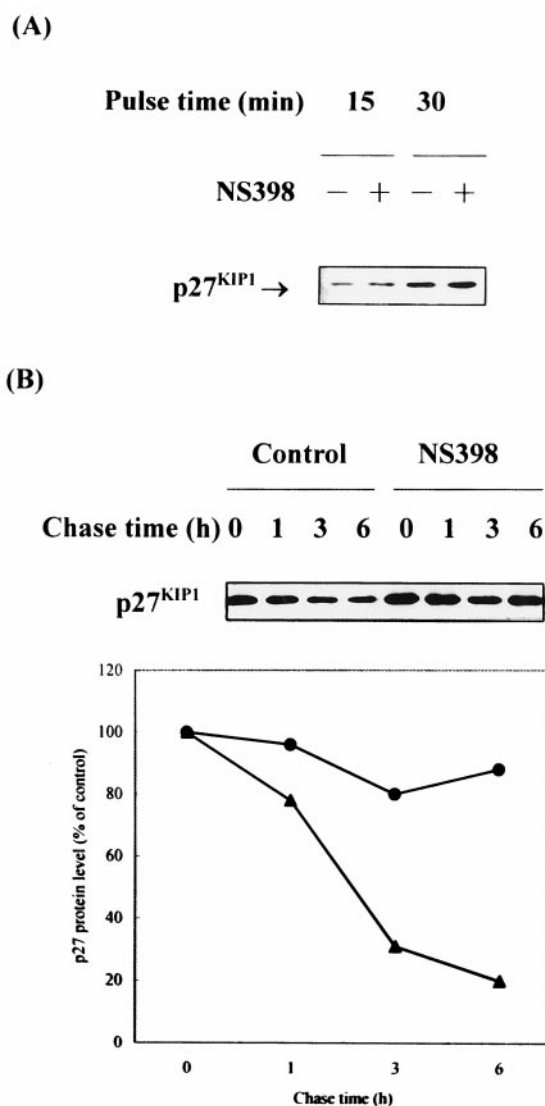 (A)
Pulse time (min) 15 30
NS398 − + − +
p27KIP1 →
(B)
Control NS398
Chase time (h) 0 1 3 6 0 1 3 6
p27KIP1
120
100
80
60
40
20
0
p27 protein level (% of control)
0 1 3 6
Chase time (h)